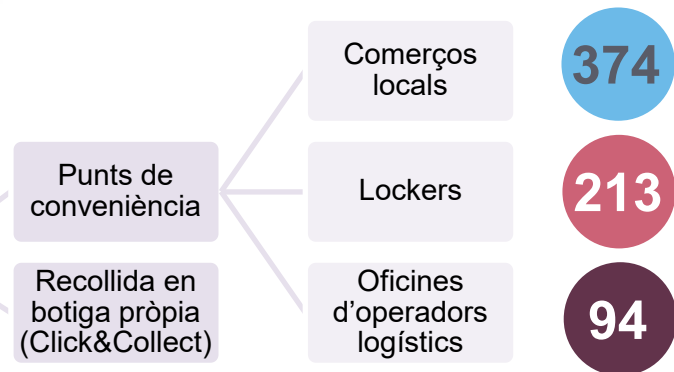 Comerços
locals
374
Punts de
conveniència
Lockers
213
Recollida en
botiga pròpia
(Click&Collect)
Oficines
d’operadors
logístics
94